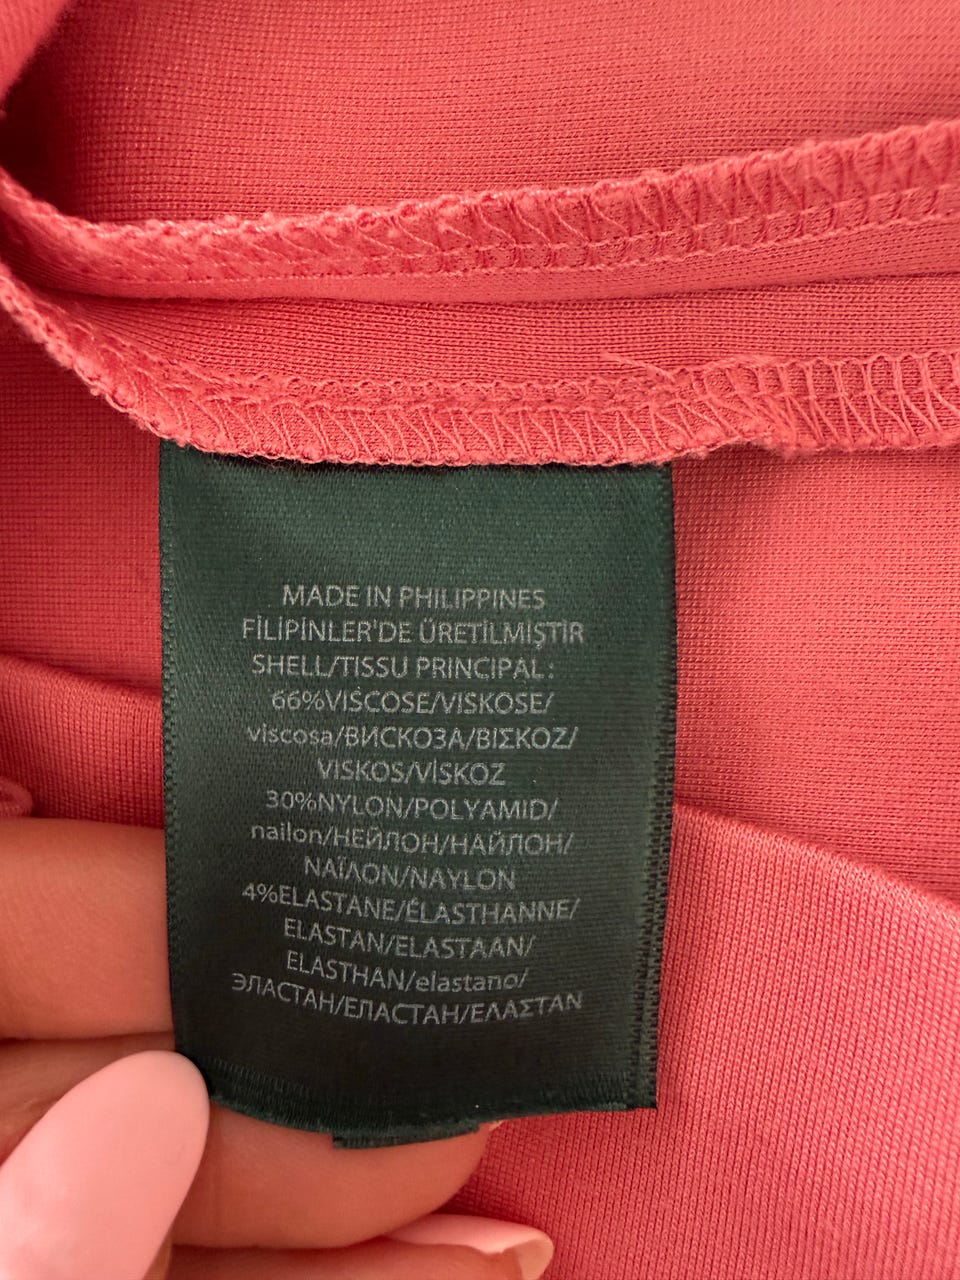 MADE IN PHILIPPINES
FİLİPİNLER'DE ÜRETİLMİŞTİR
SHELL/TISSU PRINCIPAL:
66%VISCOSE/VISKOSE/
viscosa/ВИСКОЗА/ΒΙΣΚΟΖ/
VISKOS/VİSKOZ
30%NYLON/POLYAMID/
nailon/НЕЙЛОН/НАЙЛОН/
ΝΑΪΛΟΝ/NAYLON
4%ELASTANE/ÉLASTHANNE/
ELASTAN/ELASTAAN/
ELASTHAN/elastano/
ЭЛАСТАН/ЕЛАСТАН/ΕΛΑΣΤΑΝ